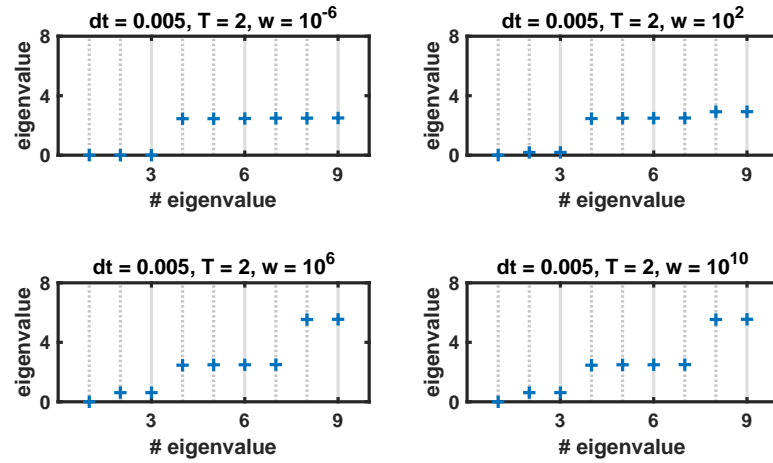 dt = 0.005, T = 2, w = 10^-6
eigenvalue
8
4
0
3
6
9
# eigenvalue
dt = 0.005, T = 2, w = 10^2
eigenvalue
8
4
0
3
6
9
# eigenvalue
dt = 0.005, T = 2, w = 10^6
eigenvalue
8
4
0
3
6
9
# eigenvalue
dt = 0.005, T = 2, w = 10^10
eigenvalue
8
4
0
3
6
9
# eigenvalue